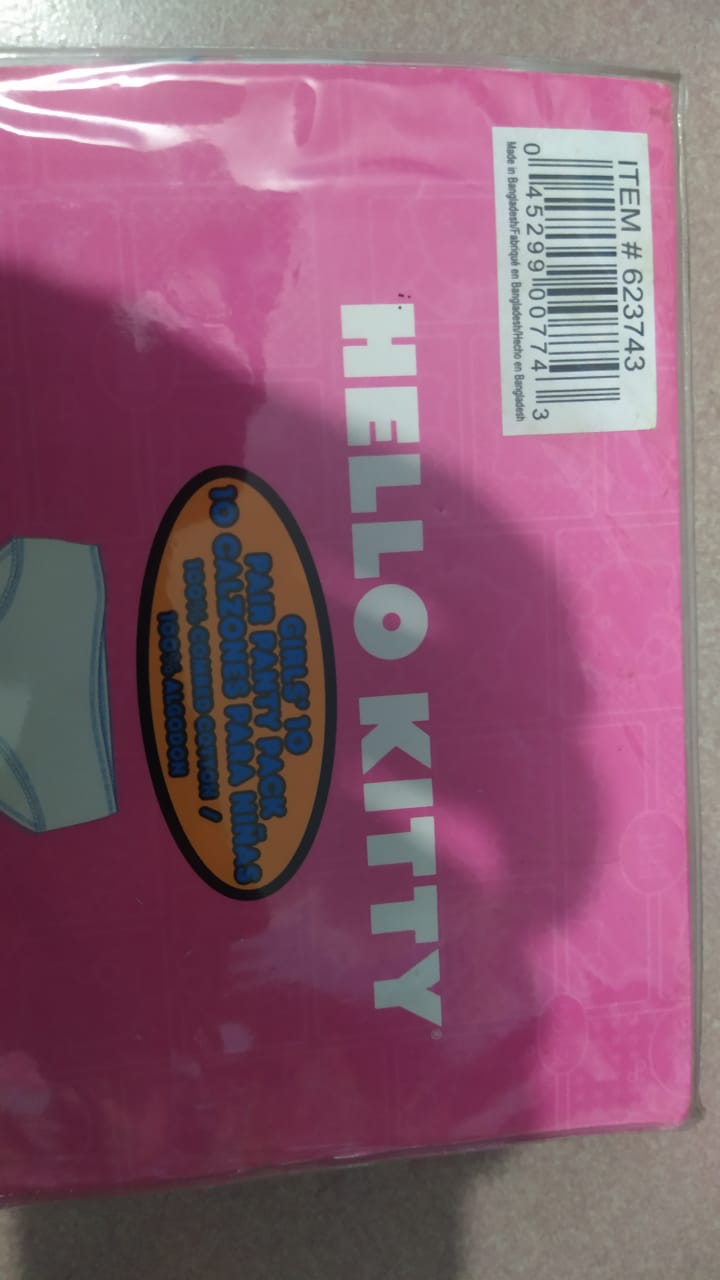 ITEM # 623743
0 45299 00774 3
Made in Bangladesh/Fabriqué en Bangladesh/Hecho en Bangladesh
HELLO KITTY®
GIRLS' 10
PAIR PANTY PACK
10 CALZONES PARA NIÑAS
100% COMBED COTTON /
100% ALGODON